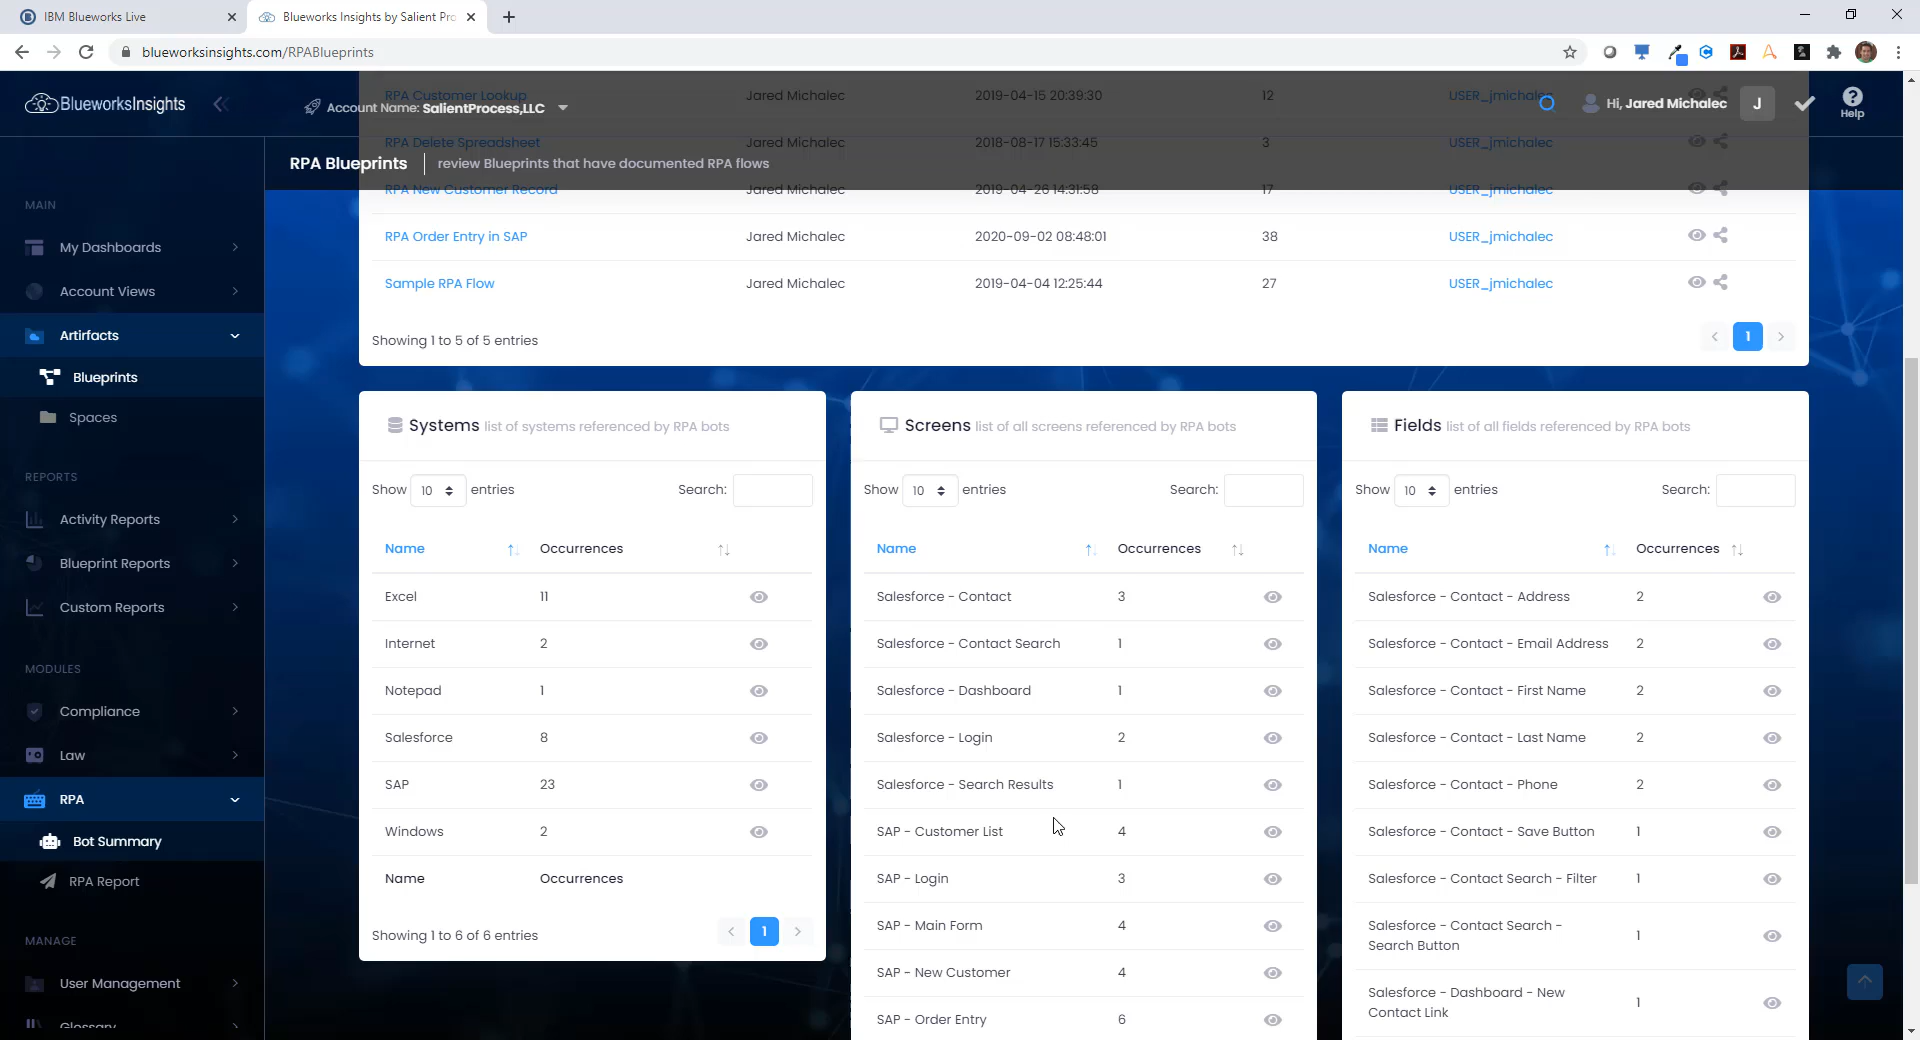 IBM Blueworks Live
Blueworks Insights by Salient Pro
blueworksinsights.com/RPABlueprints
BlueworksInsights
Account Name: SalientProcess,LLC
Hi, Jared Michalec
J
Help
RPA Blueprints
review Blueprints that have documented RPA flows
RPA Customer Lookup Jared Michalec 2019-04-15 20:39:30 12 USER_jmichalec
RPA Delete Spreadsheet Jared Michalec 2018-08-17 15:33:45 3 USER_jmichalec
RPA New Customer Record Jared Michalec 2019-04-26 14:31:58 17 USER_jmichalec
RPA Order Entry in SAP Jared Michalec 2020-09-02 08:48:01 38 USER_jmichalec
Sample RPA Flow Jared Michalec 2019-04-04 12:25:44 27 USER_jmichalec
Showing 1 to 5 of 5 entries
1
MAIN
My Dashboards
Account Views
Artirfacts
Blueprints
Spaces
REPORTS
Activity Reports
Blueprint Reports
Custom Reports
MODULES
Compliance
Law
RPA
Bot Summary
RPA Report
MANAGE
User Management
Glossary
Systems list of systems referenced by RPA bots
Show 10 entries
Search:
Name Occurrences
Excel 11
Internet 2
Notepad 1
Salesforce 8
SAP 23
Windows 2
Name Occurrences
Showing 1 to 6 of 6 entries
1
Screens list of all screens referenced by RPA bots
Show 10 entries
Search:
Name Occurrences
Salesforce - Contact 3
Salesforce - Contact Search 1
Salesforce - Dashboard 1
Salesforce - Login 2
Salesforce - Search Results 1
SAP - Customer List 4
SAP - Login 3
SAP - Main Form 4
SAP - New Customer 4
SAP - Order Entry 6
Fields list of all fields referenced by RPA bots
Show 10 entries
Search:
Name Occurrences
Salesforce - Contact - Address 2
Salesforce - Contact - Email Address 2
Salesforce - Contact - First Name 2
Salesforce - Contact - Last Name 2
Salesforce - Contact - Phone 2
Salesforce - Contact - Save Button 1
Salesforce - Contact Search - Filter 1
Salesforce - Contact Search -
Search Button 1
Salesforce - Dashboard - New
Contact Link 1